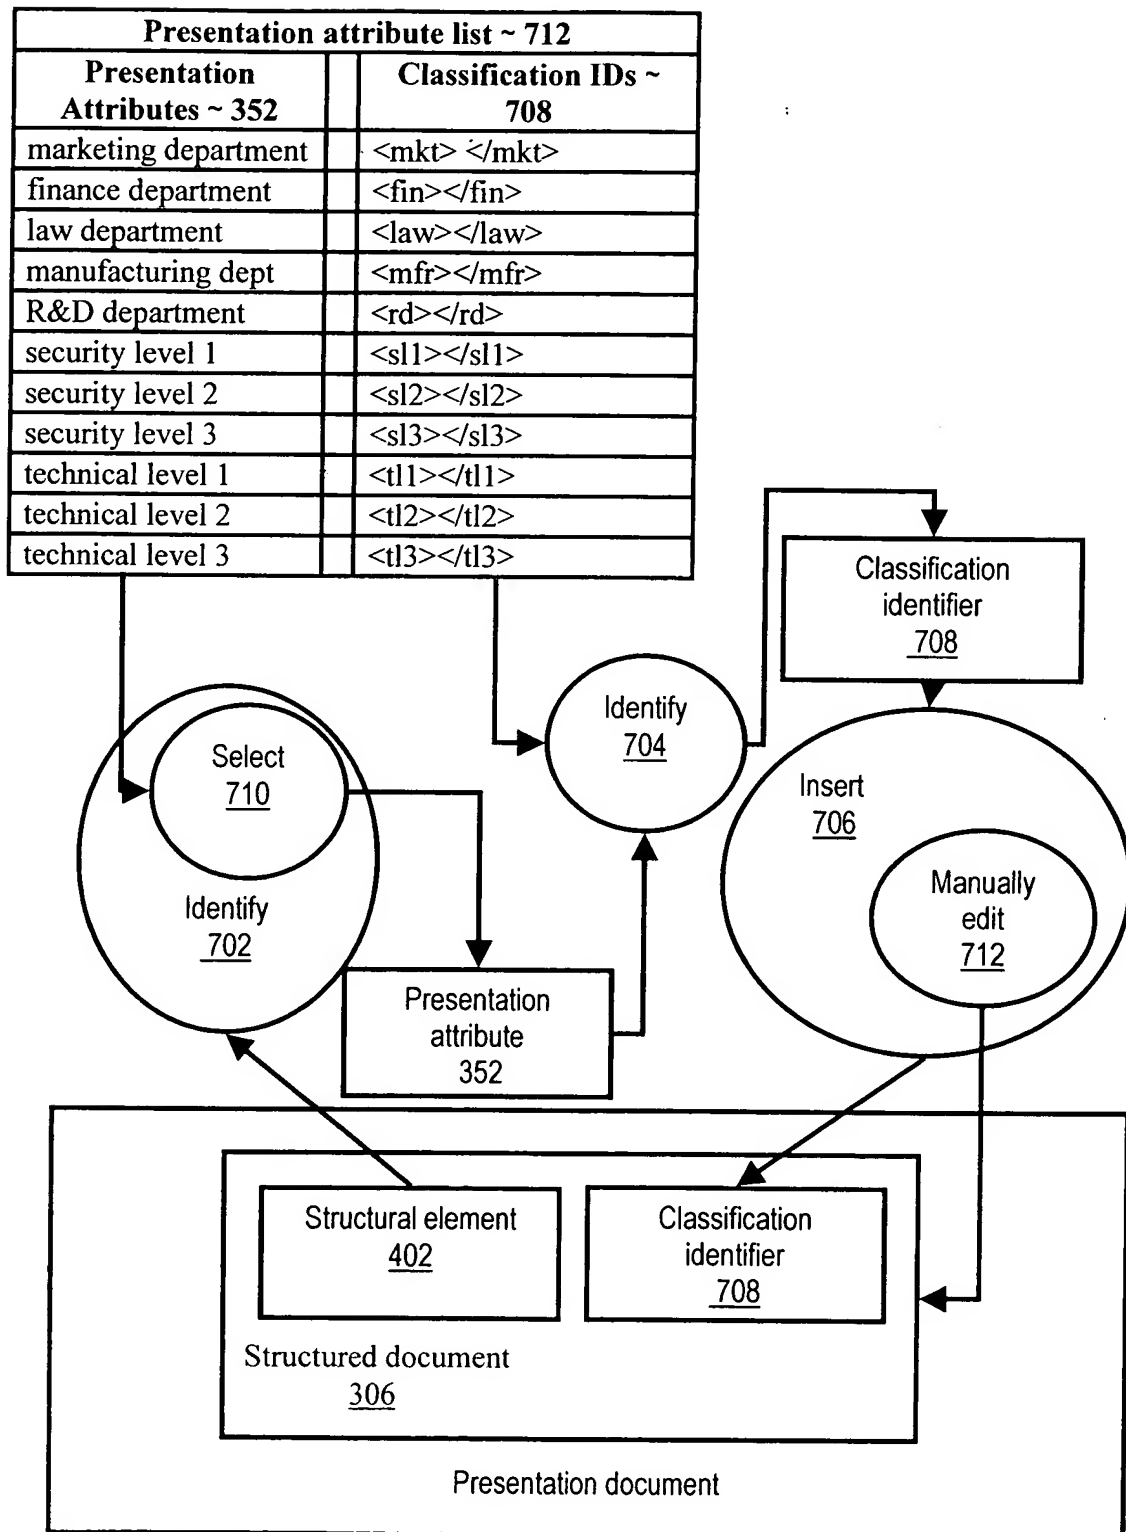 Presentation attribute list ~ 712
Presentation Attributes ~ 352
Classification IDs ~ 708
marketing department <mkt> </mkt>
finance department <fin></fin>
law department <law></law>
manufacturing dept <mfr></mfr>
R&D department <rd></rd>
security level 1 <sl1></sl1>
security level 2 <sl2></sl2>
security level 3 <sl3></sl3>
technical level 1 <tl1></tl1>
technical level 2 <tl2></tl2>
technical level 3 <tl3></tl3>
Classification
identifier
708
Identify
704
Select
710
Identify
702
Insert
706
Manually
edit
712
Presentation
attribute
352
Structural element
402
Classification
identifier
708
Structured document
306
Presentation document